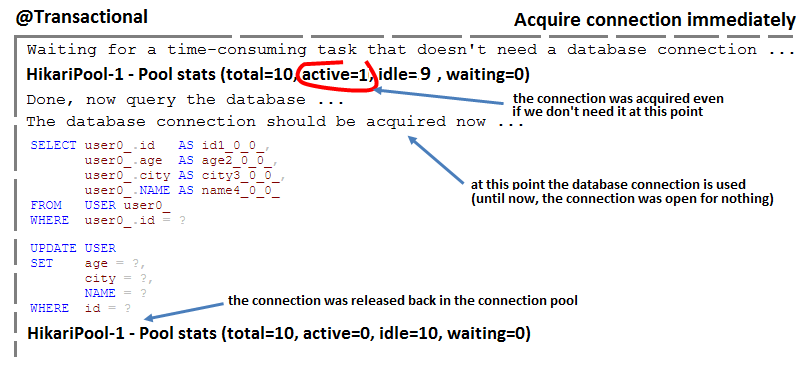 @Transactional
Acquire connection immediately
Waiting for a time-consuming task that doesn't need a database connection ...
HikariPool-1 - Pool stats (total=10, active=1, idle= 9 , waiting=0)
Done, now query the database ...
the connection was acquired even
if we don't need it at this point
The database connection should be acquired now ...
SELECT user0_.id AS id1_0_0_,
user0_.age AS age2_0_0_,
user0_.city AS city3_0_0_,
user0_.NAME AS name4_0_0_
FROM USER user0_
WHERE user0_.id = ?
at this point the database connection is used
(until now, the connection was open for nothing)
UPDATE USER
SET age = ?,
city = ?,
NAME = ?
WHERE id = ?
the connection was released back in the connection pool
HikariPool-1 - Pool stats (total=10, active=0, idle=10, waiting=0)